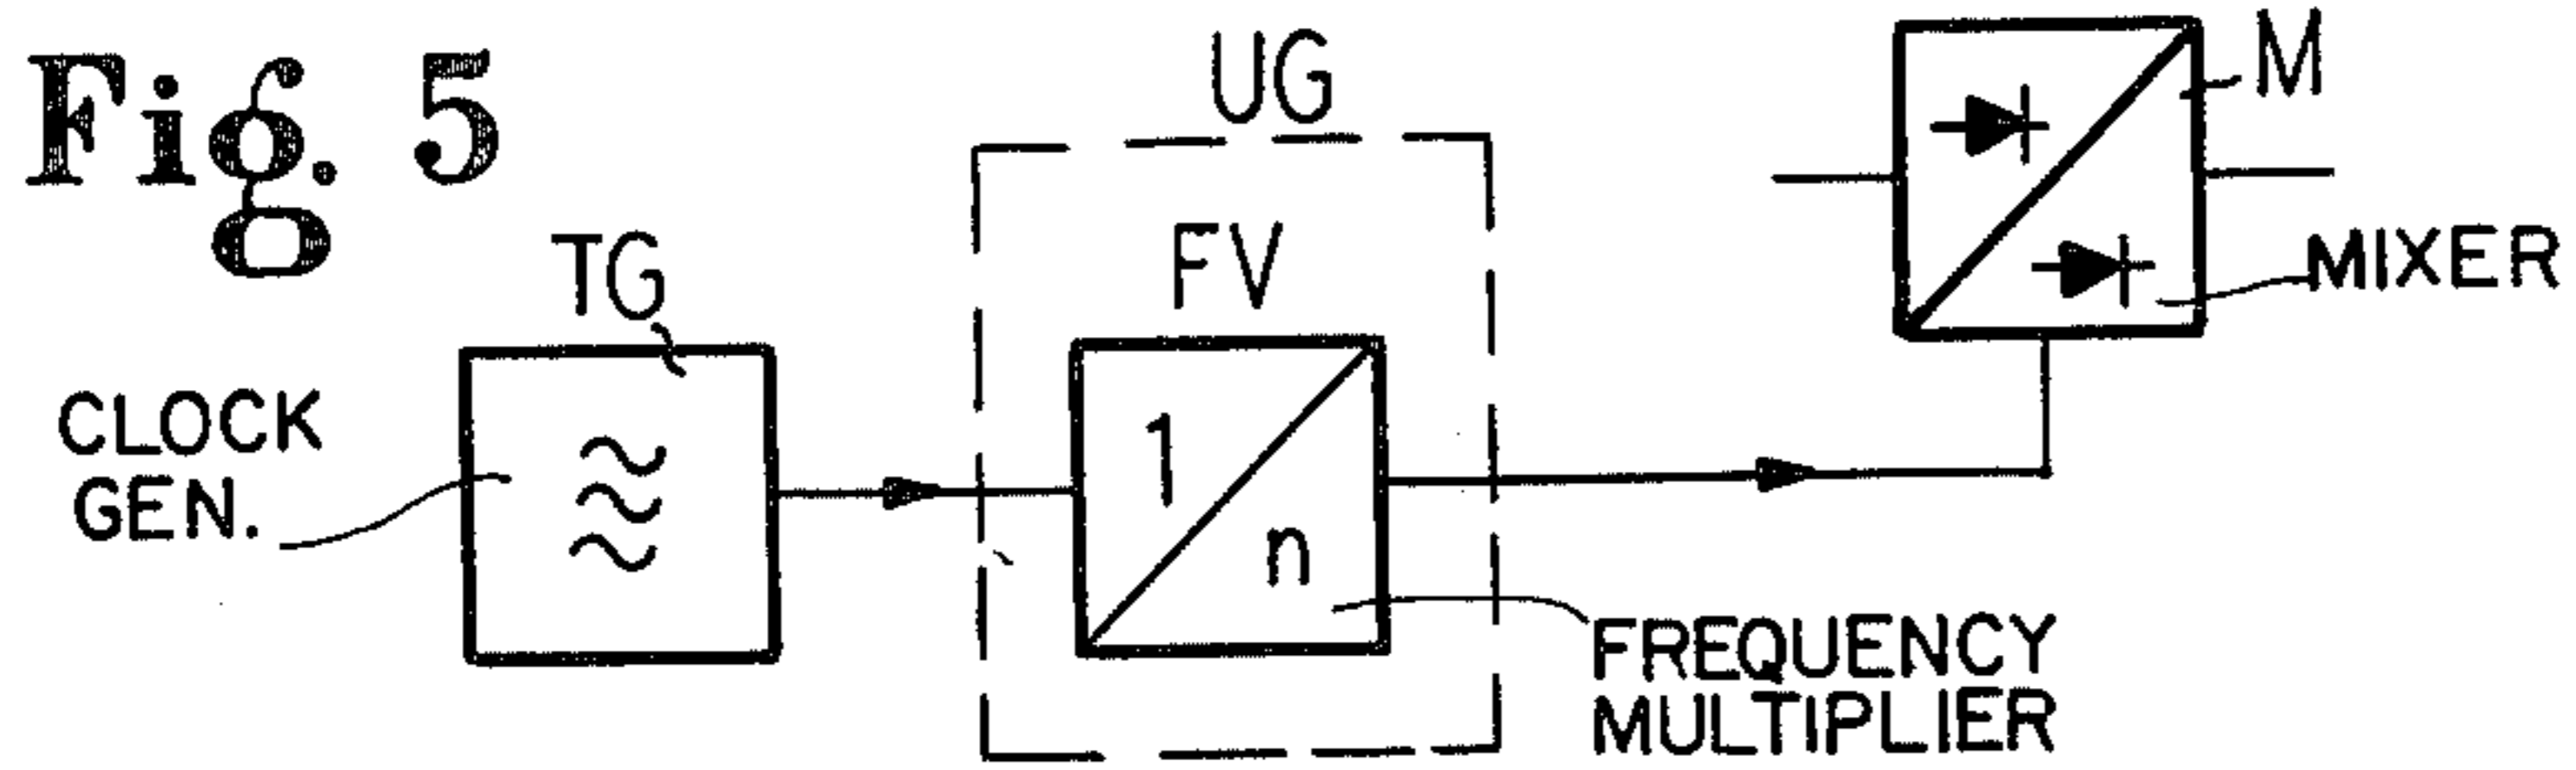 Fig. 5
UG
M
FV
MIXER
TG
CLOCK
GEN.
1
n
FREQUENCY
MULTIPLIER